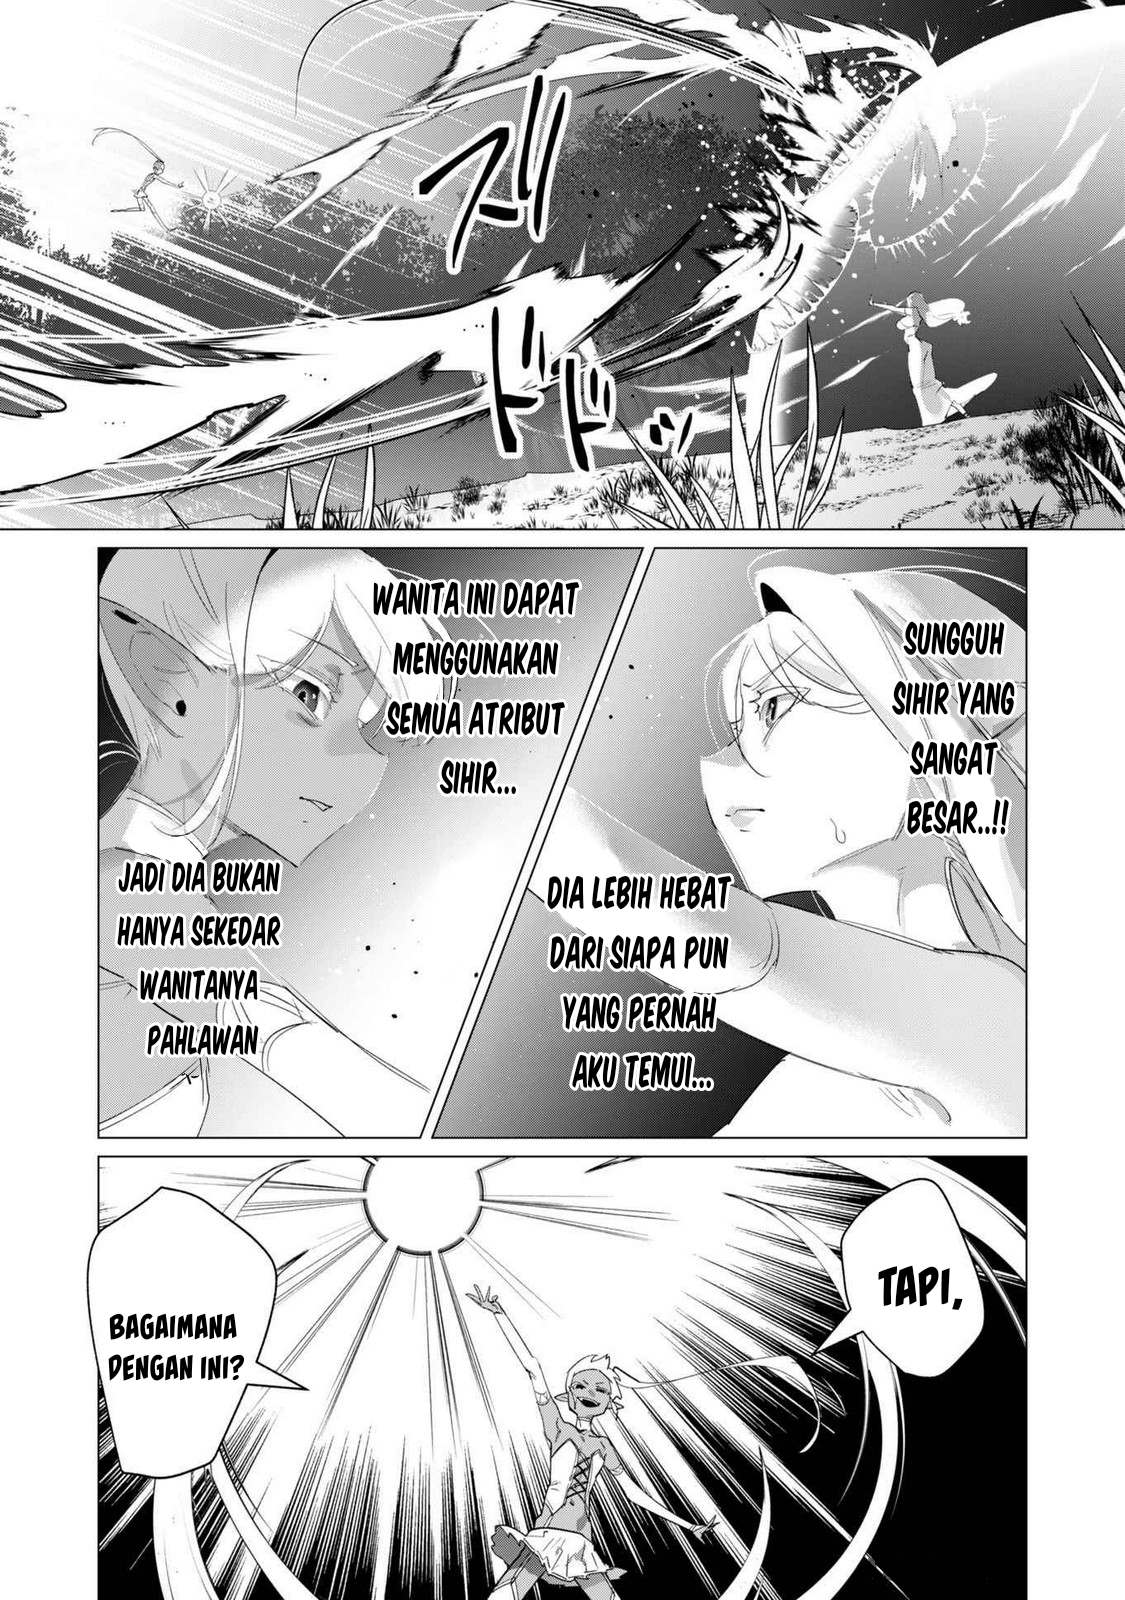 ズドドドッ
SUNGGUH
SIHIR YANG
SANGAT
BESAR..!!
DIA LEBIH HEBAT
DARI SIAPA PUN
YANG PERNAH
AKU TEMUI...
WANITA INI DAPAT
MENGGUNAKAN
SEMUA ATRIBUT
SIHIR...
JADI DIA BUKAN
HANYA SEKEDAR
WANITANYA
PAHLAWAN
TAPI,
BAGAIMANA
DENGAN INI?